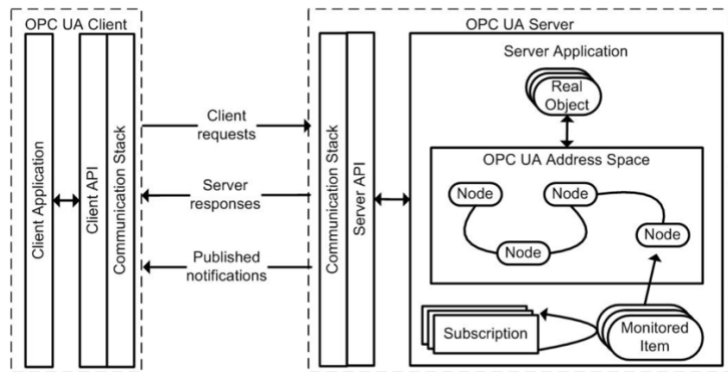 OPC UA Client
Client Application
Client API
Communication Stack
Client
requests
Server
responses
Published
notifications
OPC UA Server
Communication Stack
Server API
Server Application
Real
Object
OPC UA Address Space
Node
Node
Node
Node
Subscription
Monitored
Item